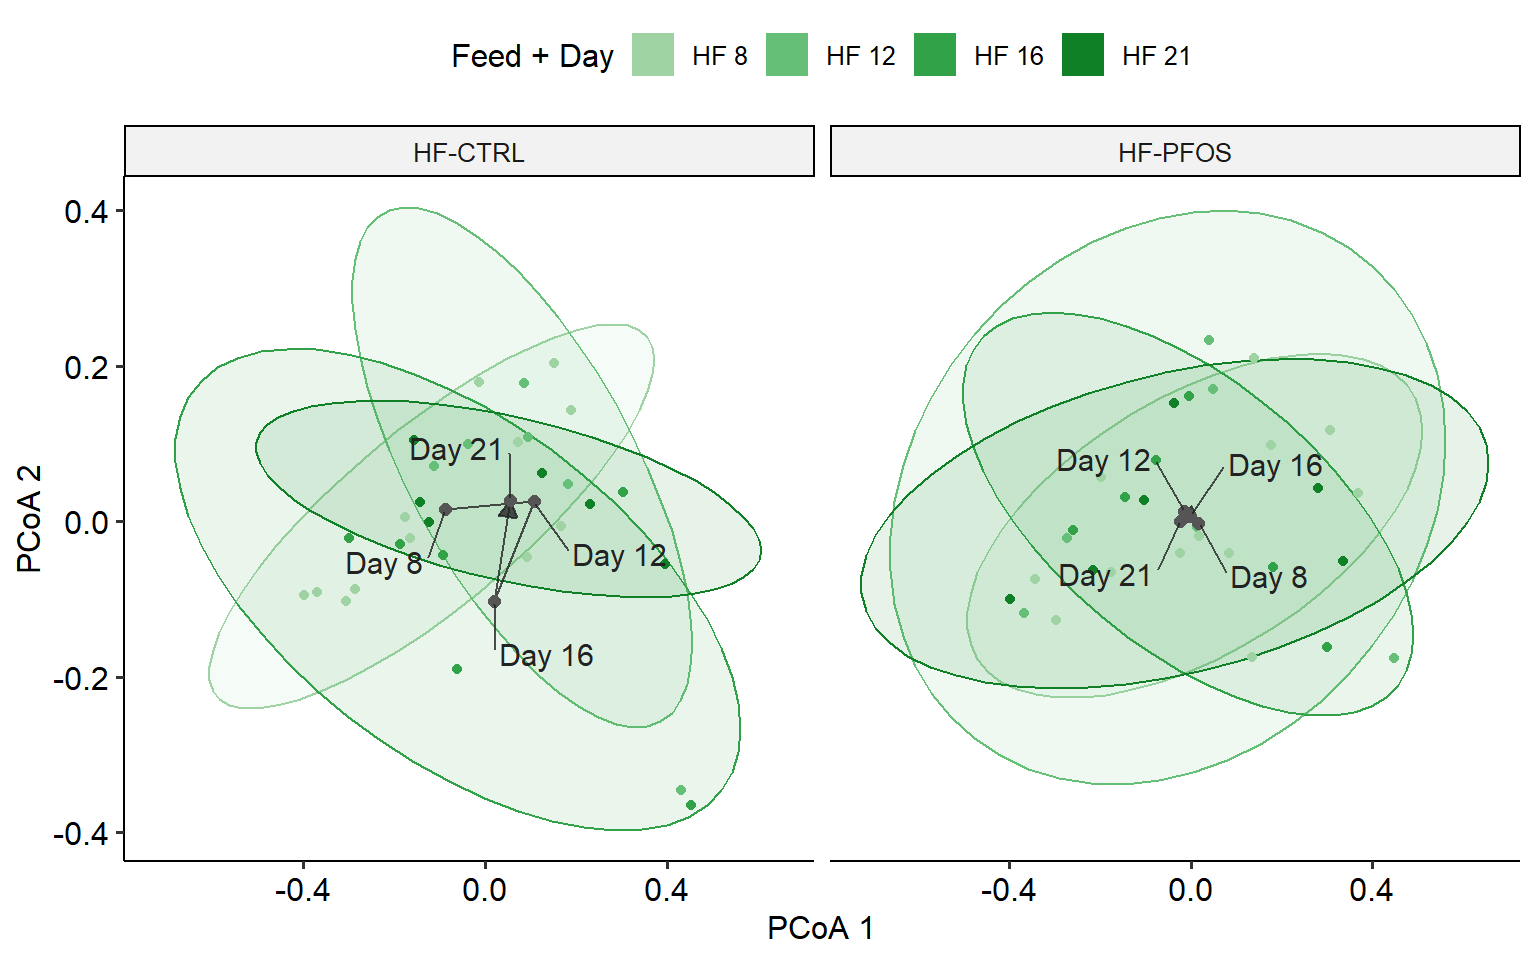 Feed + Day HF 8 HF 12 HF 16 HF 21
HF-CTRL HF-PFOS
PCoA 2
0.4
0.2
0.0
-0.2
-0.4
Day 21
Day 8
Day 12
Day 16
Day 12
Day 16
Day 21
Day 8
-0.4 0.0 0.4 -0.4 0.0 0.4
PCoA 1